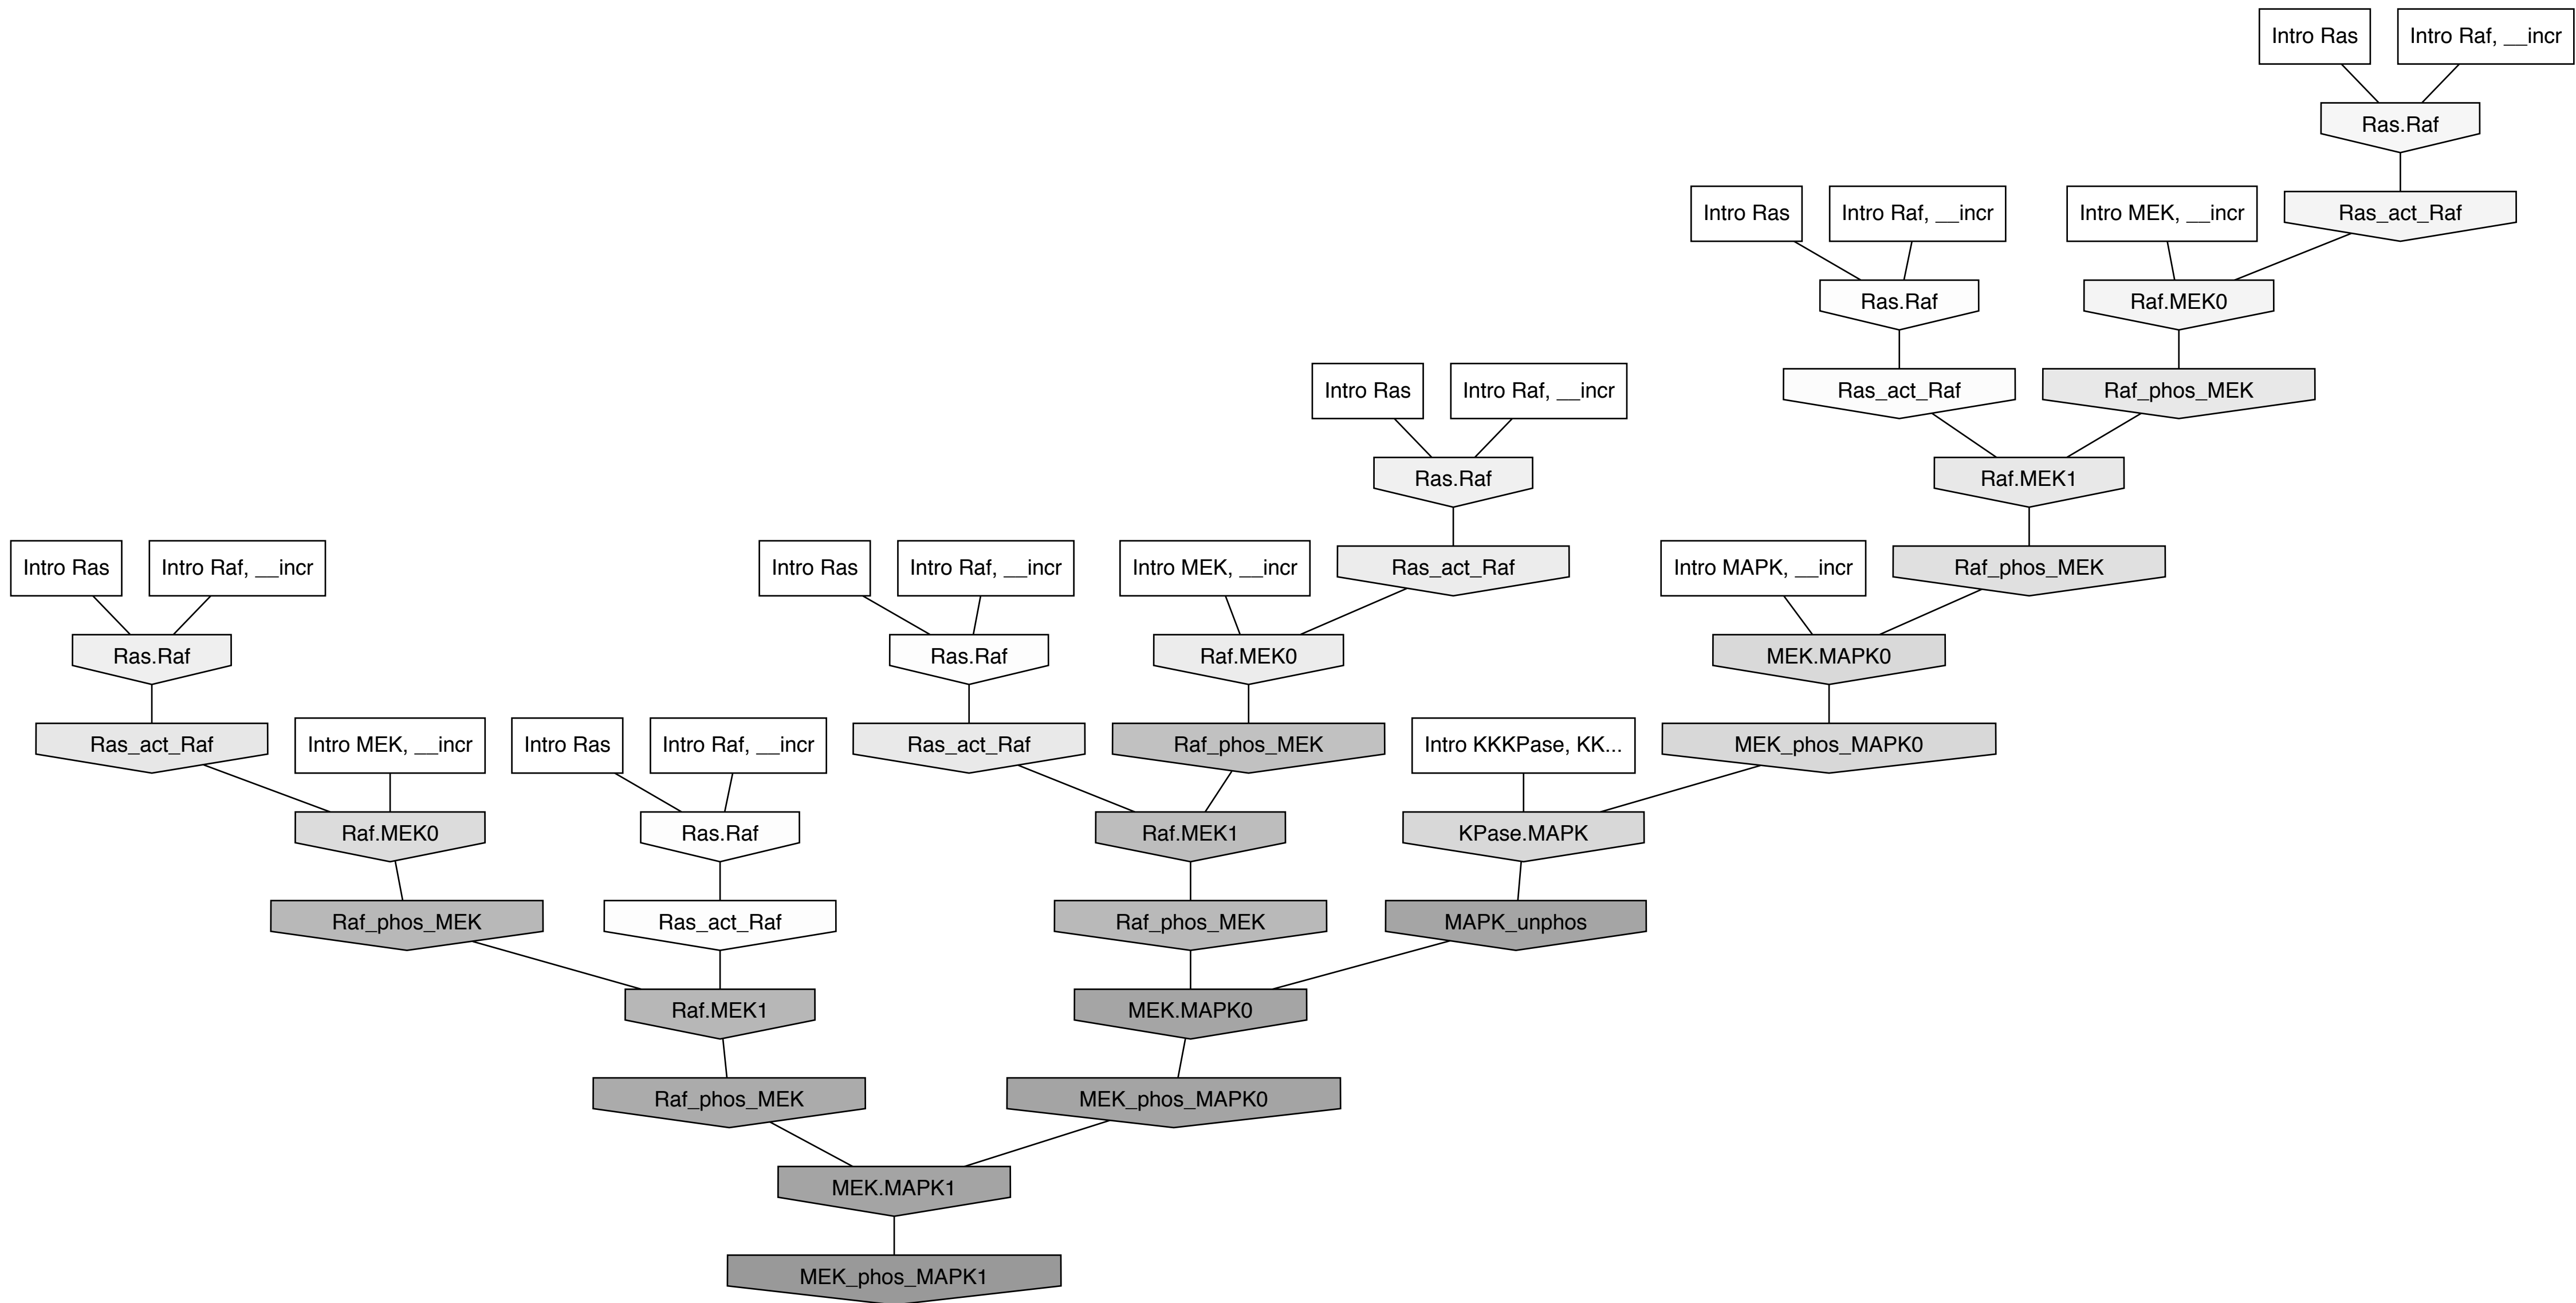 Intro Ras
Intro Raf, __incr
Ras.Raf
Intro Ras
Intro Raf, __incr
Intro MEK, __incr
Ras_act_Raf
Ras.Raf
Raf.MEK0
Intro Ras
Intro Raf, __incr
Ras_act_Raf
Raf_phos_MEK
Ras.Raf
Raf.MEK1
Intro Ras
Intro Raf, __incr
Intro Ras
Intro Raf, __incr
Intro MEK, __incr
Ras_act_Raf
Intro MAPK, __incr
Raf_phos_MEK
Ras.Raf
Ras.Raf
Raf.MEK0
MEK.MAPK0
Ras_act_Raf
Intro MEK, __incr
Intro Ras
Intro Raf, __incr
Ras_act_Raf
Raf_phos_MEK
Intro KKKPase, KK...
MEK_phos_MAPK0
Raf.MEK0
Ras.Raf
Raf.MEK1
KPase.MAPK
Raf_phos_MEK
Ras_act_Raf
Raf_phos_MEK
MAPK_unphos
Raf.MEK1
MEK.MAPK0
Raf_phos_MEK
MEK_phos_MAPK0
MEK.MAPK1
MEK_phos_MAPK1